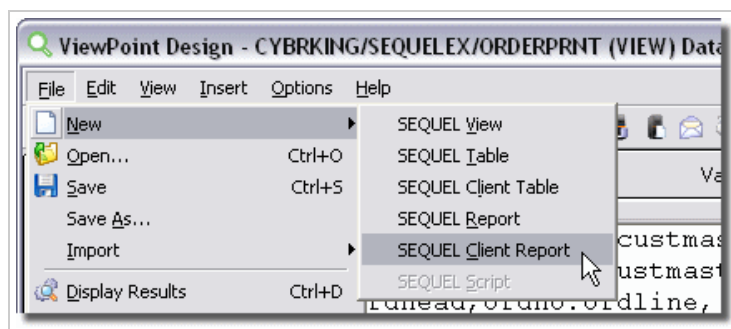 ViewPoint Design - CYBRKING/SEQUELEX/ORDERPRNT (VIEW) Data
File Edit View Insert Options Help
New
Open... Ctrl+O
Save Ctrl+S
Save As...
Import
Display Results Ctrl+D
SEQUEL View
SEQUEL Table
SEQUEL Client Table
SEQUEL Report
SEQUEL Client Report
SEQUEL Script
Va
custmas
ustmast
rdhead,ordno.ordline,